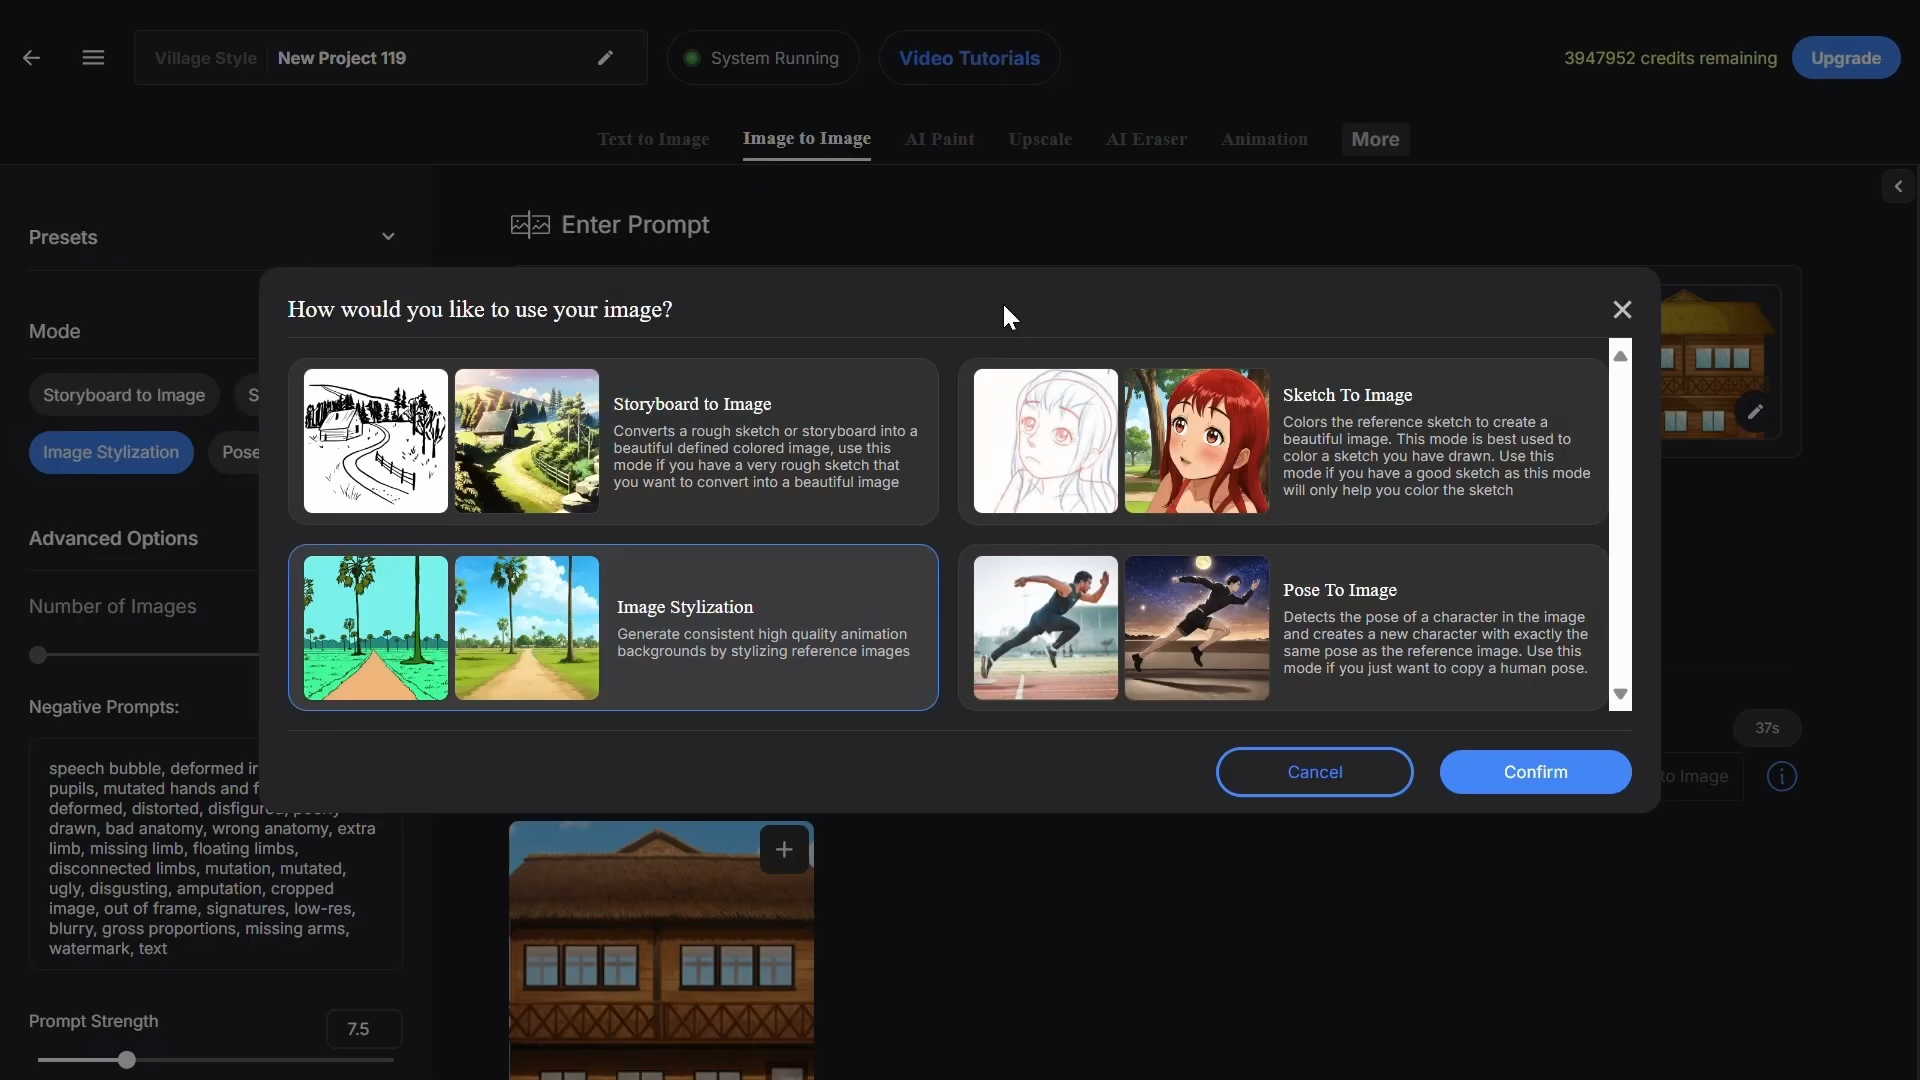 Village Style
New Project 119
System Running
Video Tutorials
3947952 credits remaining
Upgrade
Text to Image
Image to Image
AI Paint
Upscale
AI Eraser
Animation
More
Presets
Enter Prompt
Mode
Storyboard to Image
S
Image Stylization
Pose
Advanced Options
Number of Images
Negative Prompts:
speech bubble, deformed ir
pupils, mutated hands and f
deformed, distorted, disfigured, poorly
drawn, bad anatomy, wrong anatomy, extra
limb, missing limb, floating limbs,
disconnected limbs, mutation, mutated,
ugly, disgusting, amputation, cropped
image, out of frame, signatures, low-res,
blurry, gross proportions, missing arms,
watermark, text
Prompt Strength
7.5
How would you like to use your image?
Storyboard to Image
Converts a rough sketch or storyboard into a
beautiful defined colored image, use this
mode if you have a very rough sketch that
you want to convert into a beautiful image
Sketch To Image
Colors the reference sketch to create a
beautiful image. This mode is best used to
color a sketch you have drawn. Use this
mode if you have a good sketch as this mode
will only help you color the sketch
Image Stylization
Generate consistent high quality animation
backgrounds by stylizing reference images
Pose To Image
Detects the pose of a character in the image
and creates a new character with exactly the
same pose as the reference image. Use this
mode if you just want to copy a human pose.
Cancel
Confirm
37s
to Image